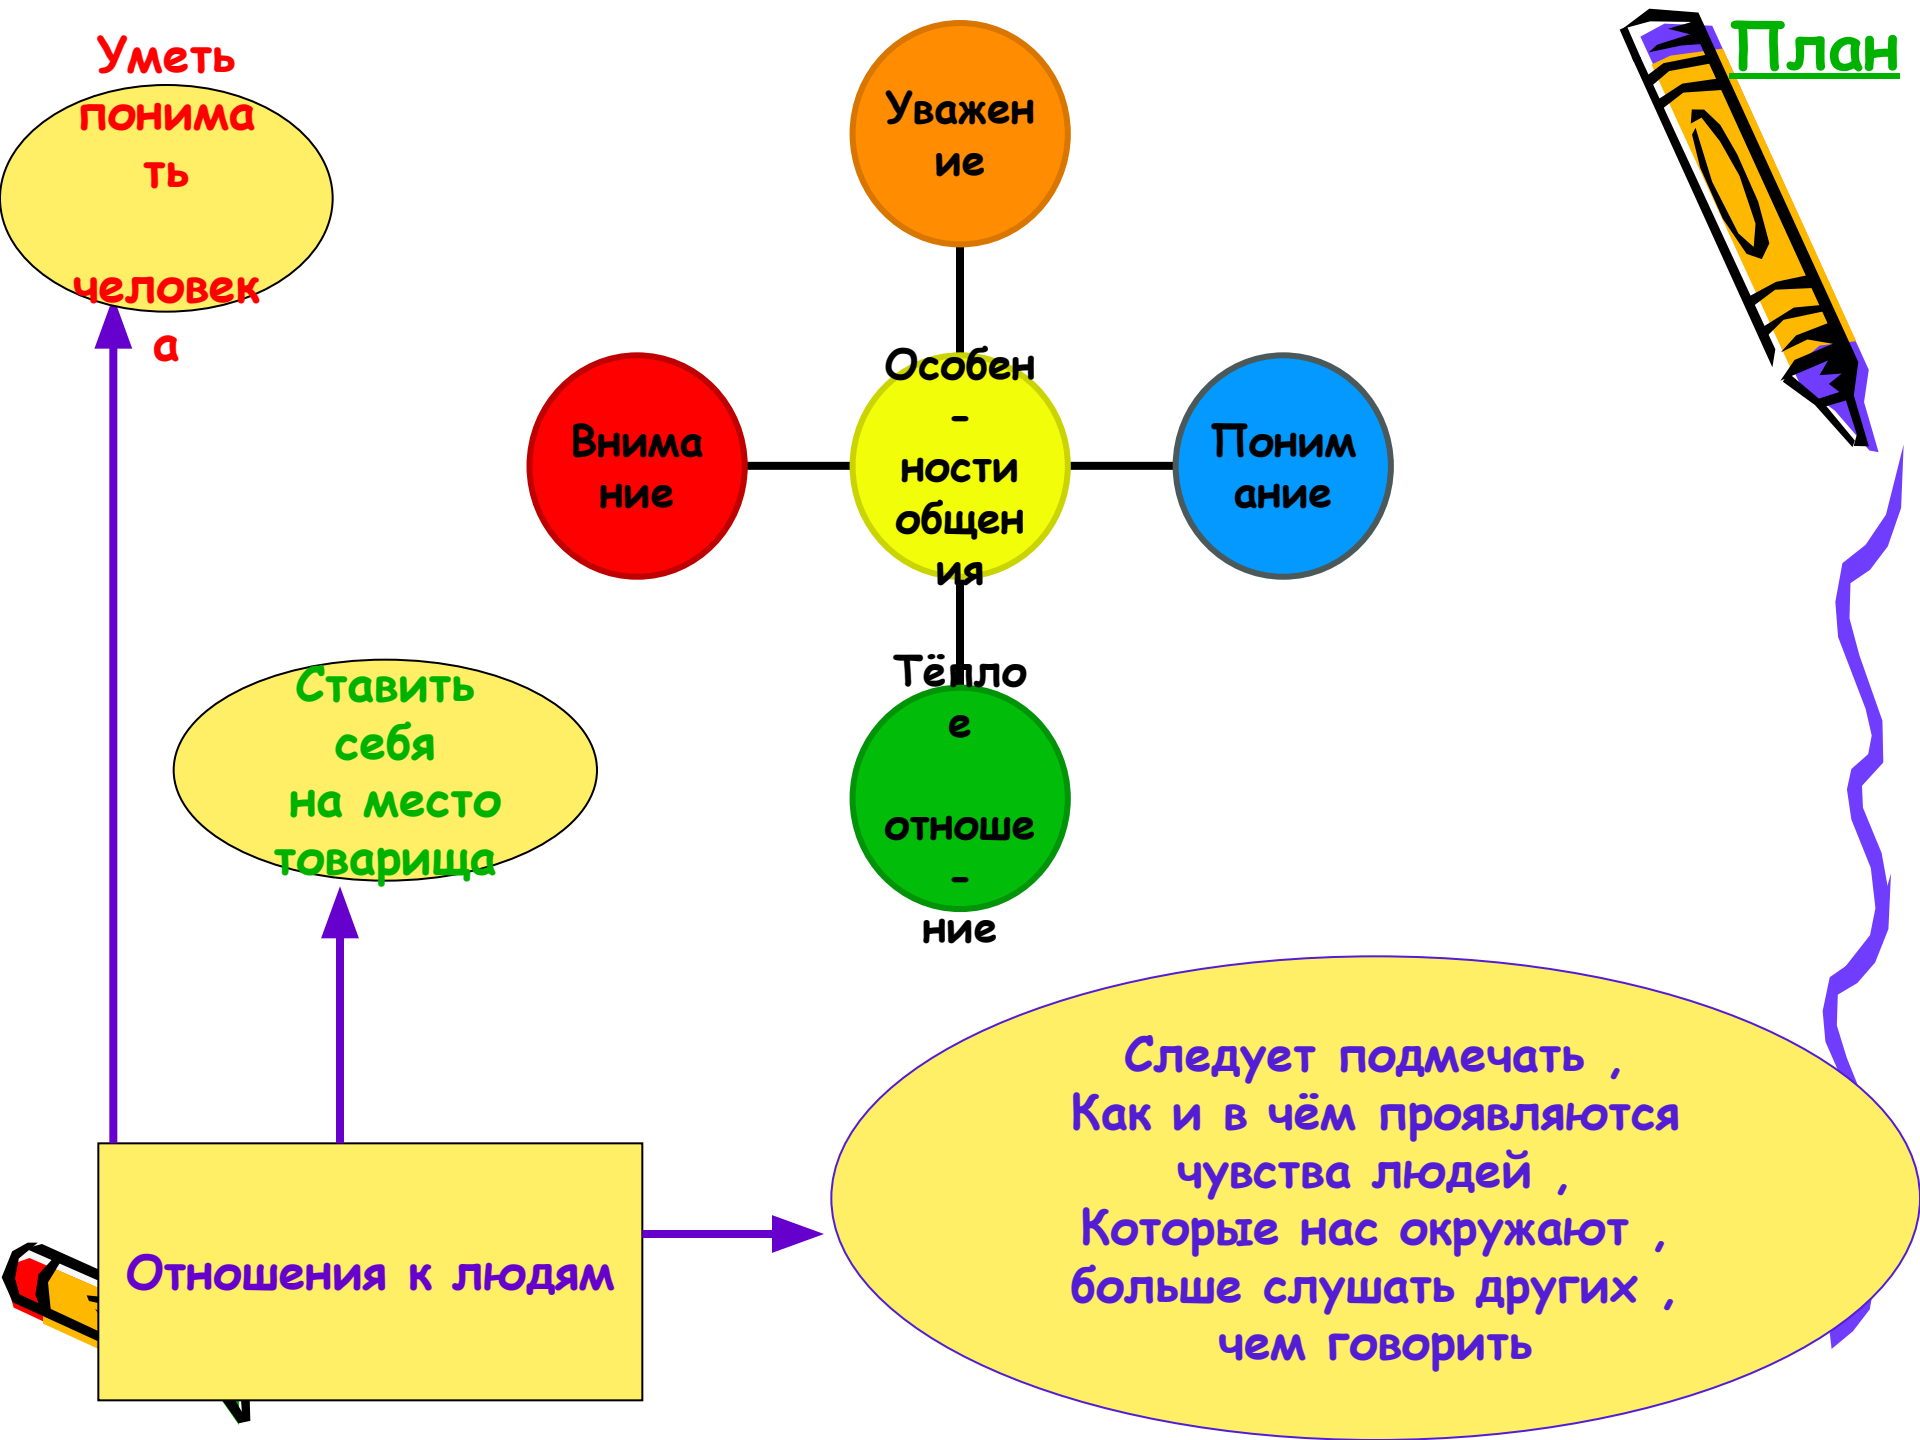 План
Уметь
понима
ть
человек
а
Уважен
ие
Внима
ние
Особен
-
ности
общен
ия
Поним
ание
Тёпло
е
отноше
-
ние
Ставить
себя
на место
товарища
Отношения к людям
Следует подмечать ,
Как и в чём проявляются
чувства людей ,
Которые нас окружают ,
больше слушать других ,
чем говорить